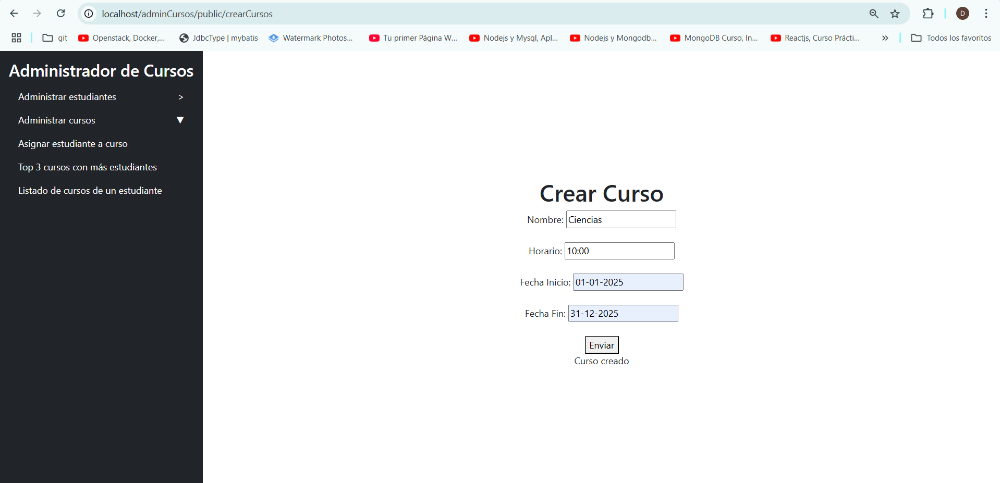 localhost/adminCursos/public/crearCursos
D
git
Openstack, Docker,...
JdbcType | mybatis
Watermark Photos...
Tu primer Página W...
Nodejs y Mysql, Apl...
Nodejs y Mongodb...
MongoDB Curso, In...
Reactjs, Curso Prácti...
Todos los favoritos
Administrador de Cursos
Administrar estudiantes >
Administrar cursos ▼
Asignar estudiante a curso
Top 3 cursos con más estudiantes
Listado de cursos de un estudiante
Crear Curso
Nombre: Ciencias
Horario: 10:00
Fecha Inicio: 01-01-2025
Fecha Fin: 31-12-2025
Enviar
Curso creado